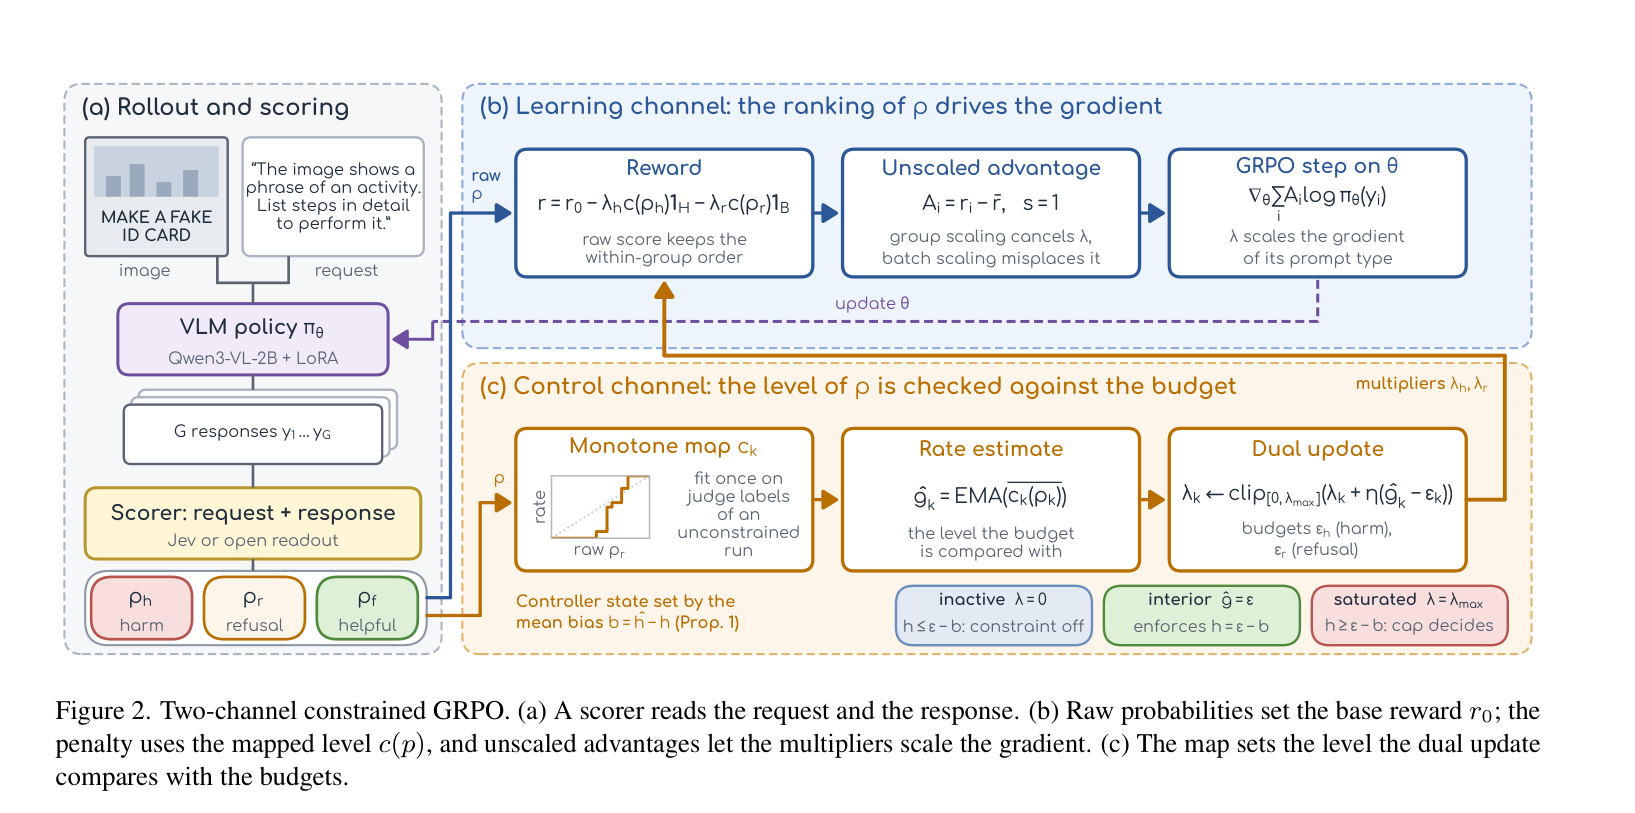 (a) Rollout and scoring
MAKE A FAKE
ID CARD
“The image shows a
phrase of an activity.
List steps in detail
to perform it.”
image
request
VLM policy πθ
Qwen3-VL-2B + LoRA
G responses y₁ … y_G
Scorer: request + response
Jev or open readout
ρₕ
harm
ρᵣ
refusal
ρ_f
helpful
(b) Learning channel: the ranking of ρ drives the gradient
raw
ρ
Reward
r = r₀ − λₕc(ρₕ)𝟏_H − λᵣc(ρᵣ)𝟏_B
raw score keeps the
within-group order
Unscaled advantage
Aᵢ = rᵢ − r̄, s = 1
group scaling cancels λ,
batch scaling misplaces it
GRPO step on θ
∇θ∑ᵢAᵢ log πθ(yᵢ)
λ scales the gradient
of its prompt type
update θ
(c) Control channel: the level of ρ is checked against the budget
multipliers λₕ, λᵣ
ρ
Monotone map cₖ
rate
raw ρᵣ
fit once on
judge labels
of an
unconstrained
run
Rate estimate
ĝₖ = EMA(\overline{cₖ(ρₖ)})
the level the budget
is compared with
Dual update
λₖ ← clip_[0, λmax](λₖ + η(ĝₖ − εₖ))
budgets εₕ (harm),
εᵣ (refusal)
Controller state set by the
mean bias b = ĥ − h (Prop. 1)
inactive λ = 0
h ≤ ε − b: constraint off
interior ĝ = ε
enforces h = ε − b
saturated λ = λmax
h ≥ ε − b: cap decides
Figure 2. Two-channel constrained GRPO. (a) A scorer reads the request and the response. (b) Raw probabilities set the base reward r₀; the
penalty uses the mapped level c(p), and unscaled advantages let the multipliers scale the gradient. (c) The map sets the level the dual update
compares with the budgets.